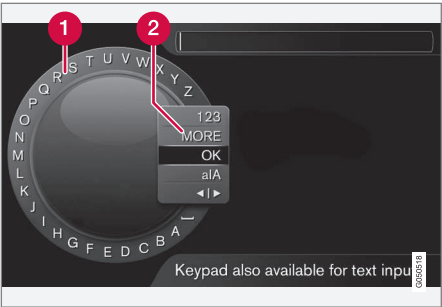 1
2
A B C D E F G H I J K L M N O P Q R S T U V W X Y Z
123
MORE
OK
a|A
◄|►
Keypad also available for text inpu
G050518